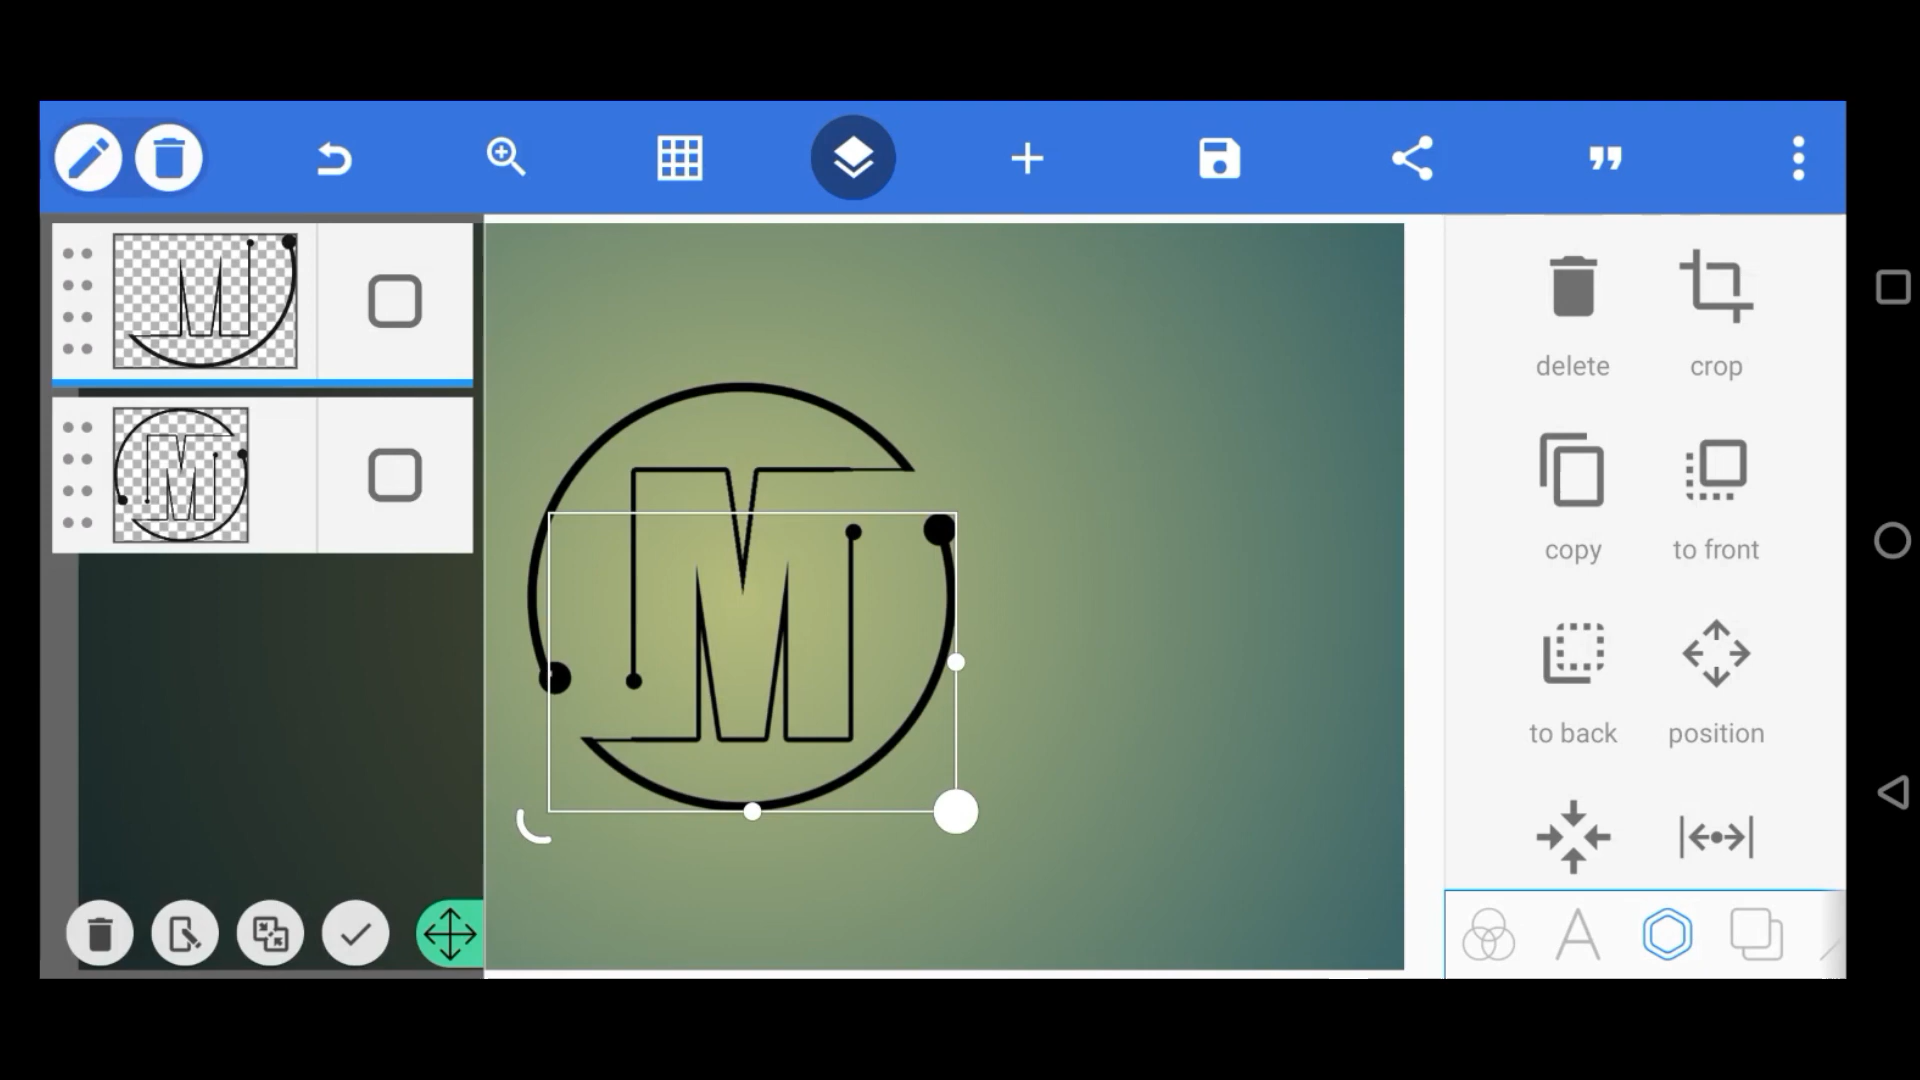 M
delete
crop
copy
to front
to back
position
A